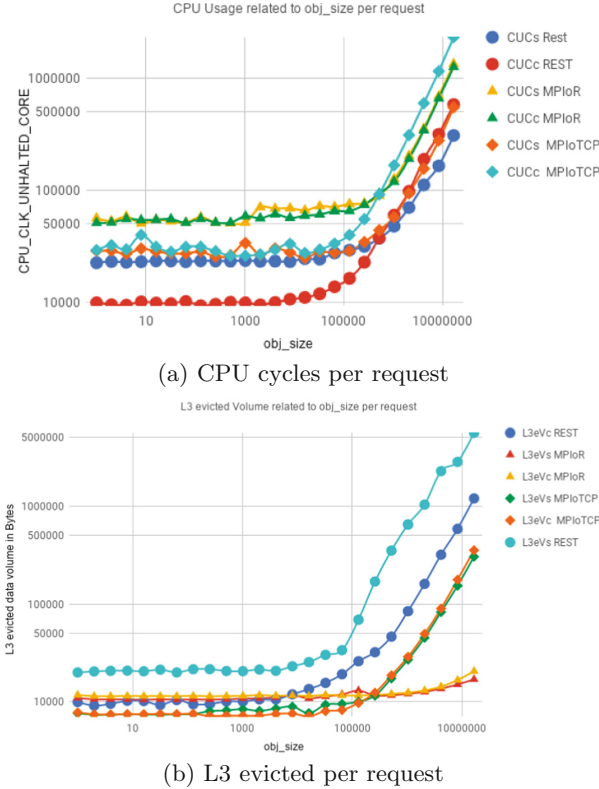 CPU Usage related to obj_size per request
CPU_CLK_UNHALTED_CORE
1000000
500000
100000
50000
10000
10
1000
100000
10000000
obj_size
CUCs Rest
CUCc REST
CUCs MPIoR
CUCc MPIoR
CUCs MPIoTCP
CUCc MPIoTCP
(a) CPU cycles per request
L3 evicted Volume related to obj_size per request
L3 evicted data volume in Bytes
5000000
1000000
500000
100000
50000
10000
10
1000
100000
10000000
obj_size
L3eVc REST
L3eVs MPIoR
L3eVc MPIoR
L3eVs MPIoTCP
L3eVc MPIoTCP
L3eVs REST
(b) L3 evicted per request